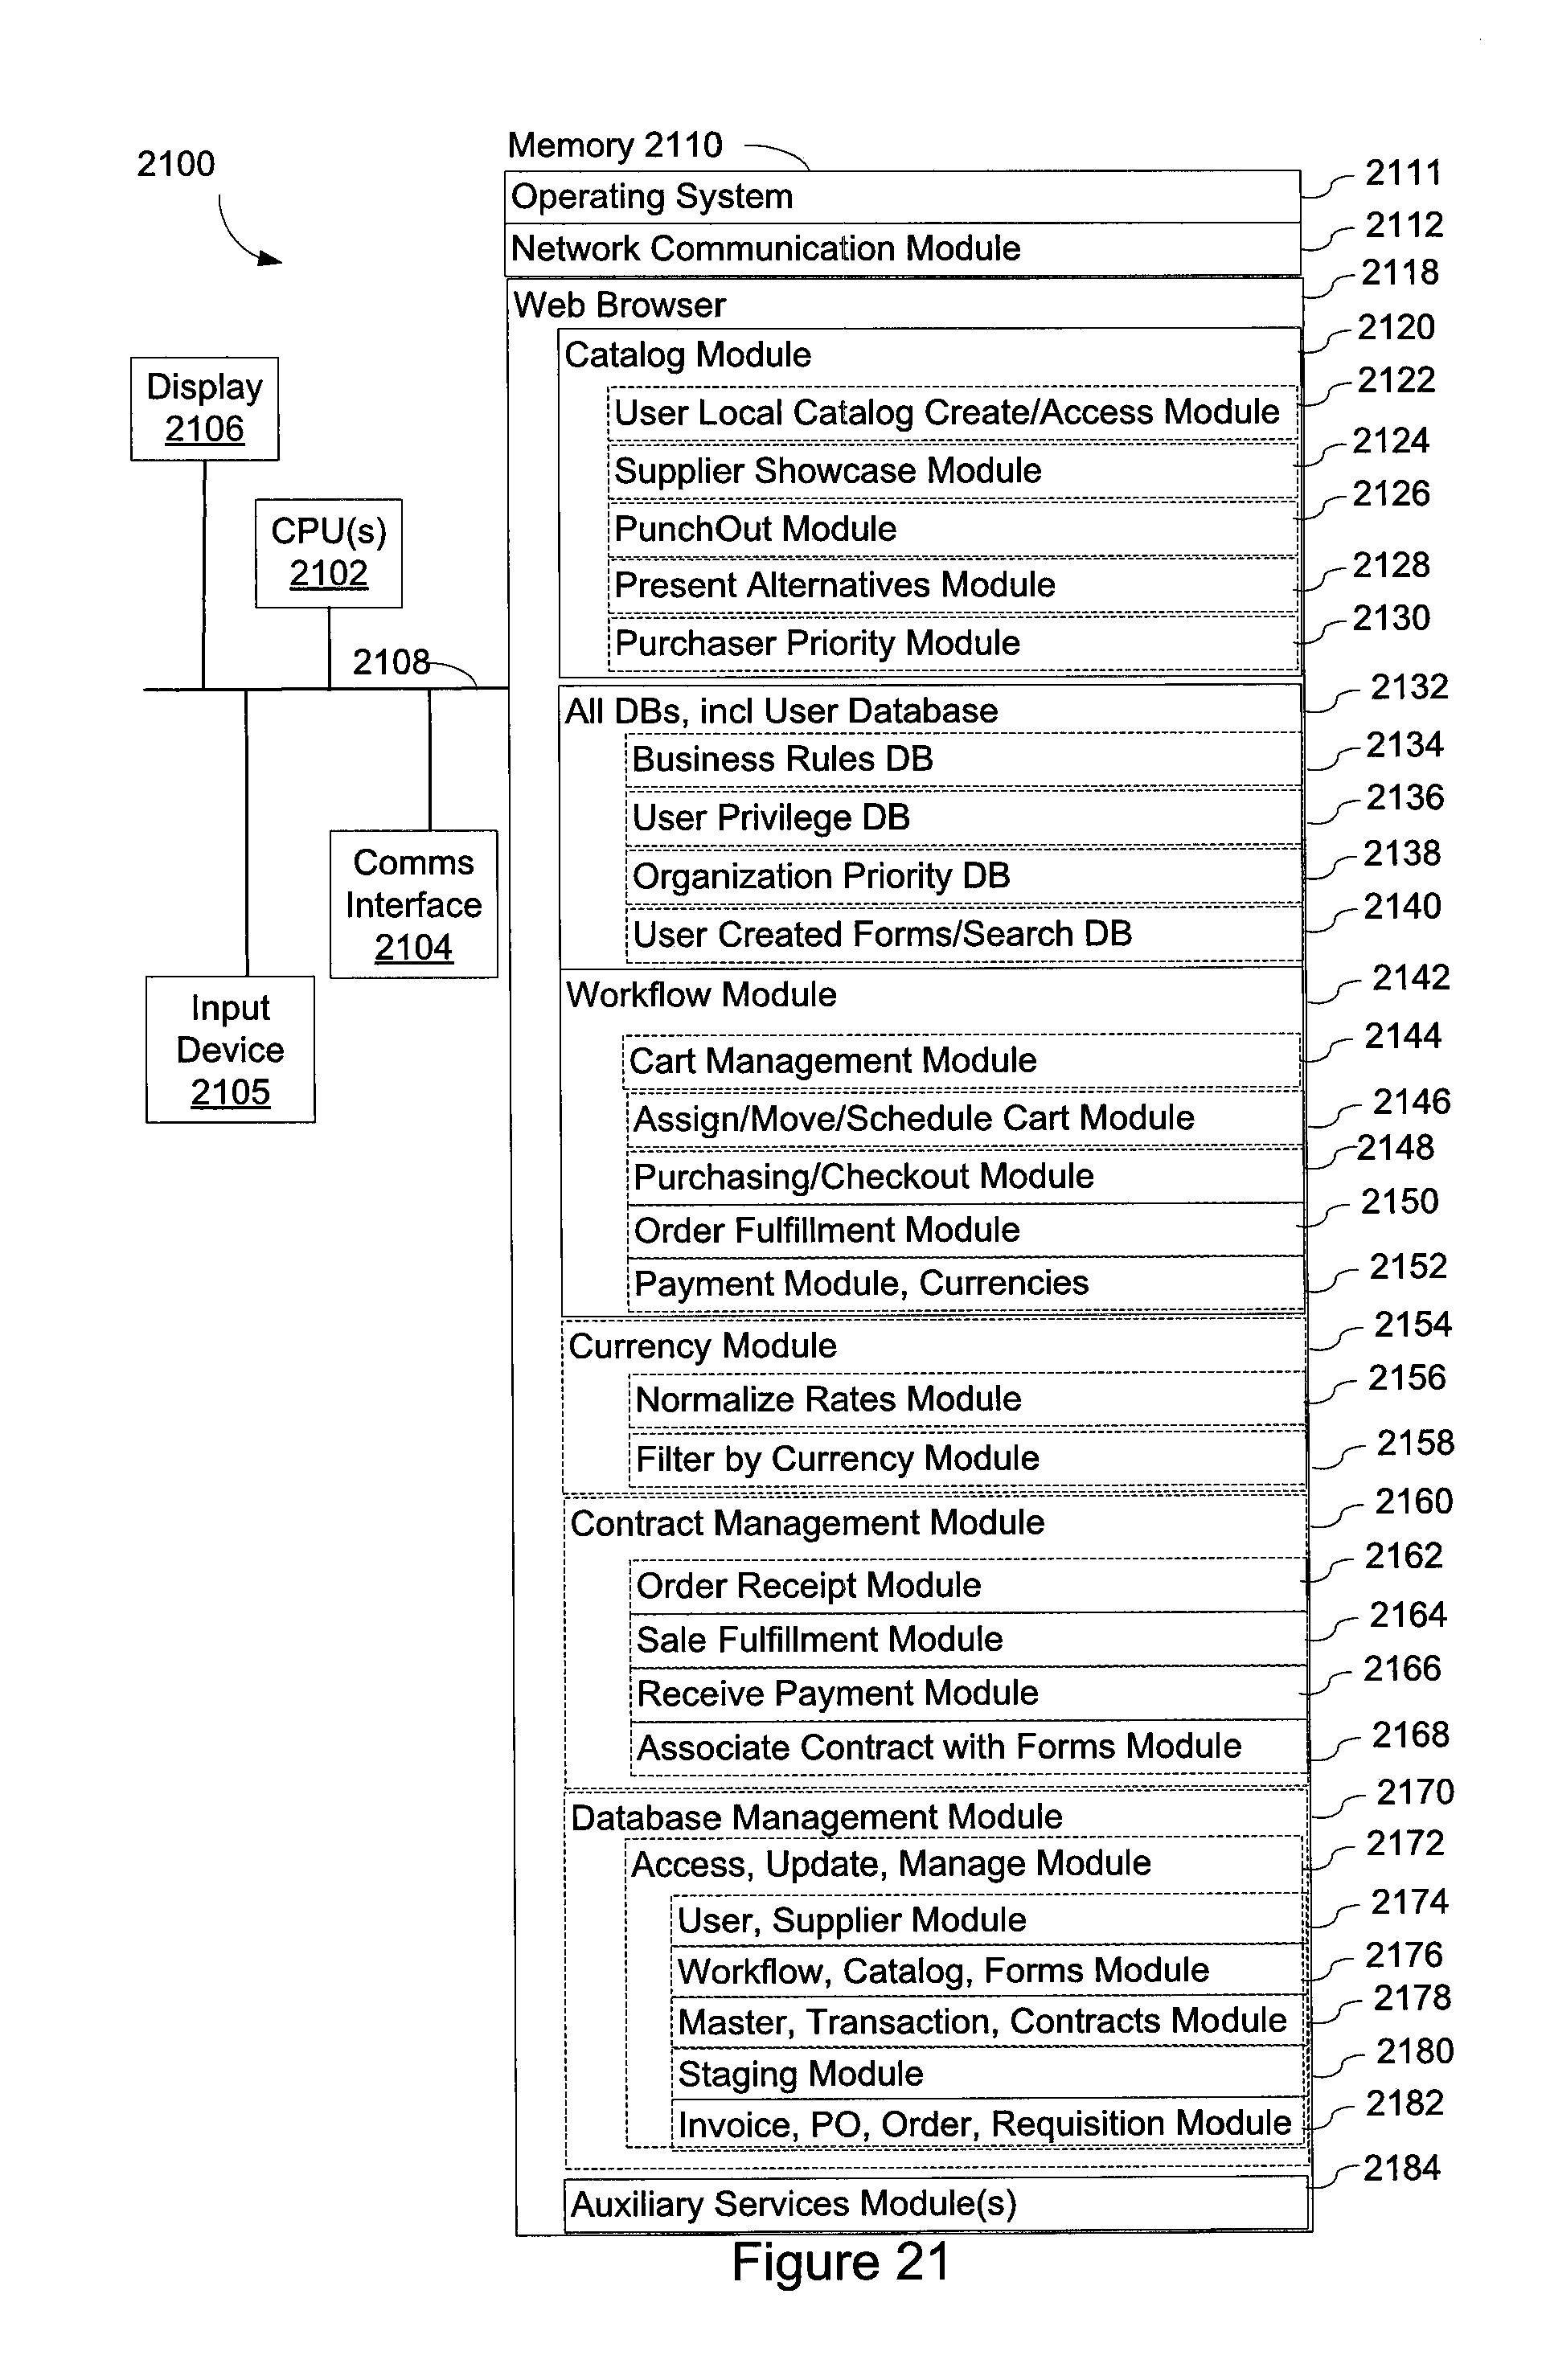 Memory 2110
2100
Operating System 2111
Network Communication Module 2112
Web Browser 2118
Catalog Module 2120
User Local Catalog Create/Access Module 2122
Supplier Showcase Module 2124
PunchOut Module 2126
Present Alternatives Module 2128
Purchaser Priority Module 2130
Display
2106
CPU(s)
2102
2108
Comms
Interface
2104
Input
Device
2105
All DBs, incl User Database 2132
Business Rules DB 2134
User Privilege DB 2136
Organization Priority DB 2138
User Created Forms/Search DB 2140
Workflow Module 2142
Cart Management Module 2144
Assign/Move/Schedule Cart Module 2146
Purchasing/Checkout Module 2148
Order Fulfillment Module 2150
Payment Module, Currencies 2152
Currency Module 2154
Normalize Rates Module 2156
Filter by Currency Module 2158
Contract Management Module 2160
Order Receipt Module 2162
Sale Fulfillment Module 2164
Receive Payment Module 2166
Associate Contract with Forms Module 2168
Database Management Module 2170
Access, Update, Manage Module 2172
User, Supplier Module 2174
Workflow, Catalog, Forms Module 2176
Master, Transaction, Contracts Module 2178
Staging Module 2180
Invoice, PO, Order, Requisition Module 2182
Auxiliary Services Module(s) 2184
Figure 21